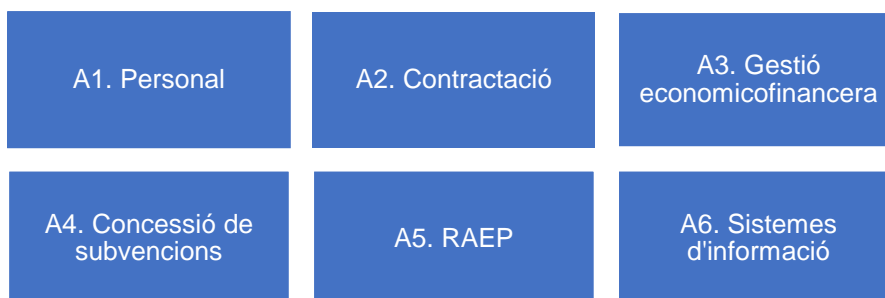 A1. Personal
A2. Contractació
A3. Gestió
economicofinancera
A4. Concessió de
subvencions
A5. RAEP
A6. Sistemes
d'informació